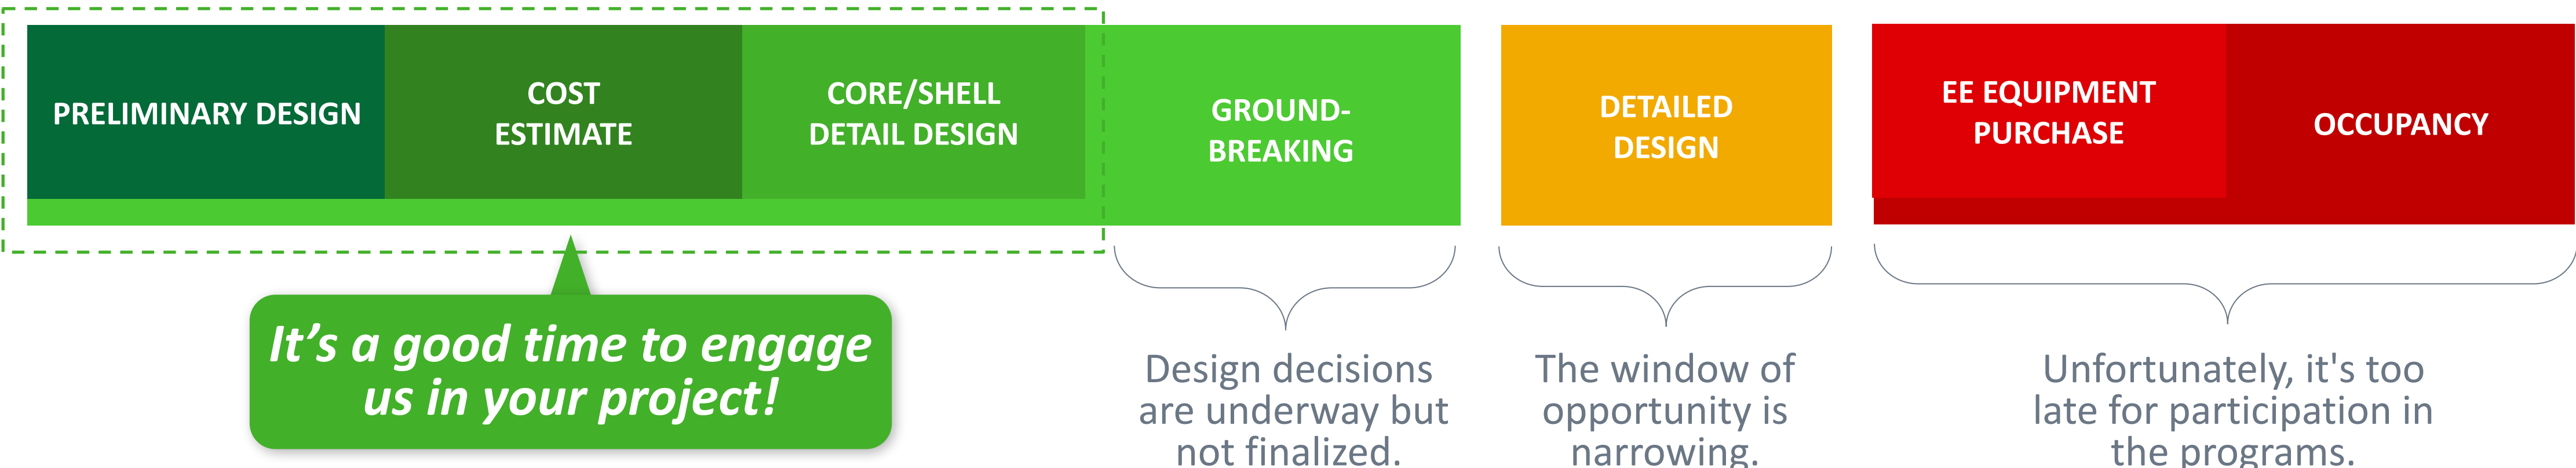 PRELIMINARY DESIGN
COST
ESTIMATE
CORE/SHELL
DETAIL DESIGN
GROUND-
BREAKING
DETAILED
DESIGN
EE EQUIPMENT
PURCHASE
OCCUPANCY
It’s a good time to engage
us in your project!
Design decisions
are underway but
not finalized.
The window of
opportunity is
narrowing.
Unfortunately, it's too
late for participation in
the programs.